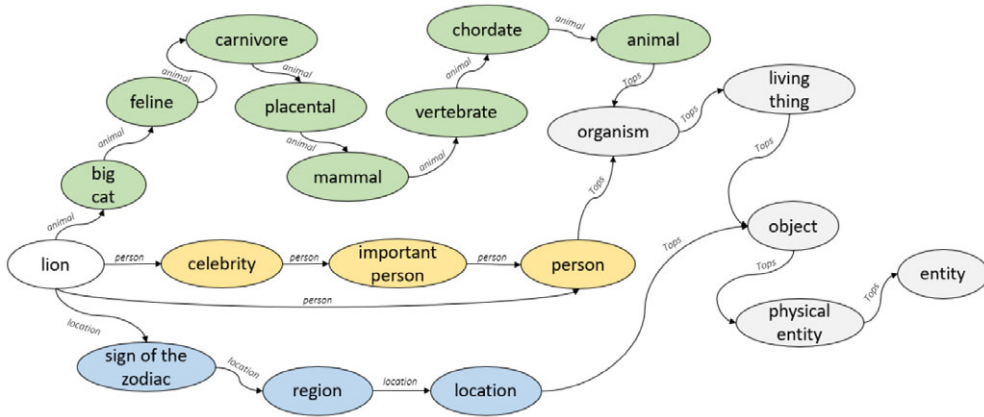 carnivore
chordate
animal
animal
animal
animal
feline
animal
placental
animal
vertebrate
Tops
living
thing
organism
Tops
animal
animal
mammal
animal
big
cat
animal
Tops
Tops
object
lion
person
celebrity
person
important
person
person
person
Tops
Tops
entity
person
location
physical
entity
Tops
sign of the
zodiac
location
region
location
location